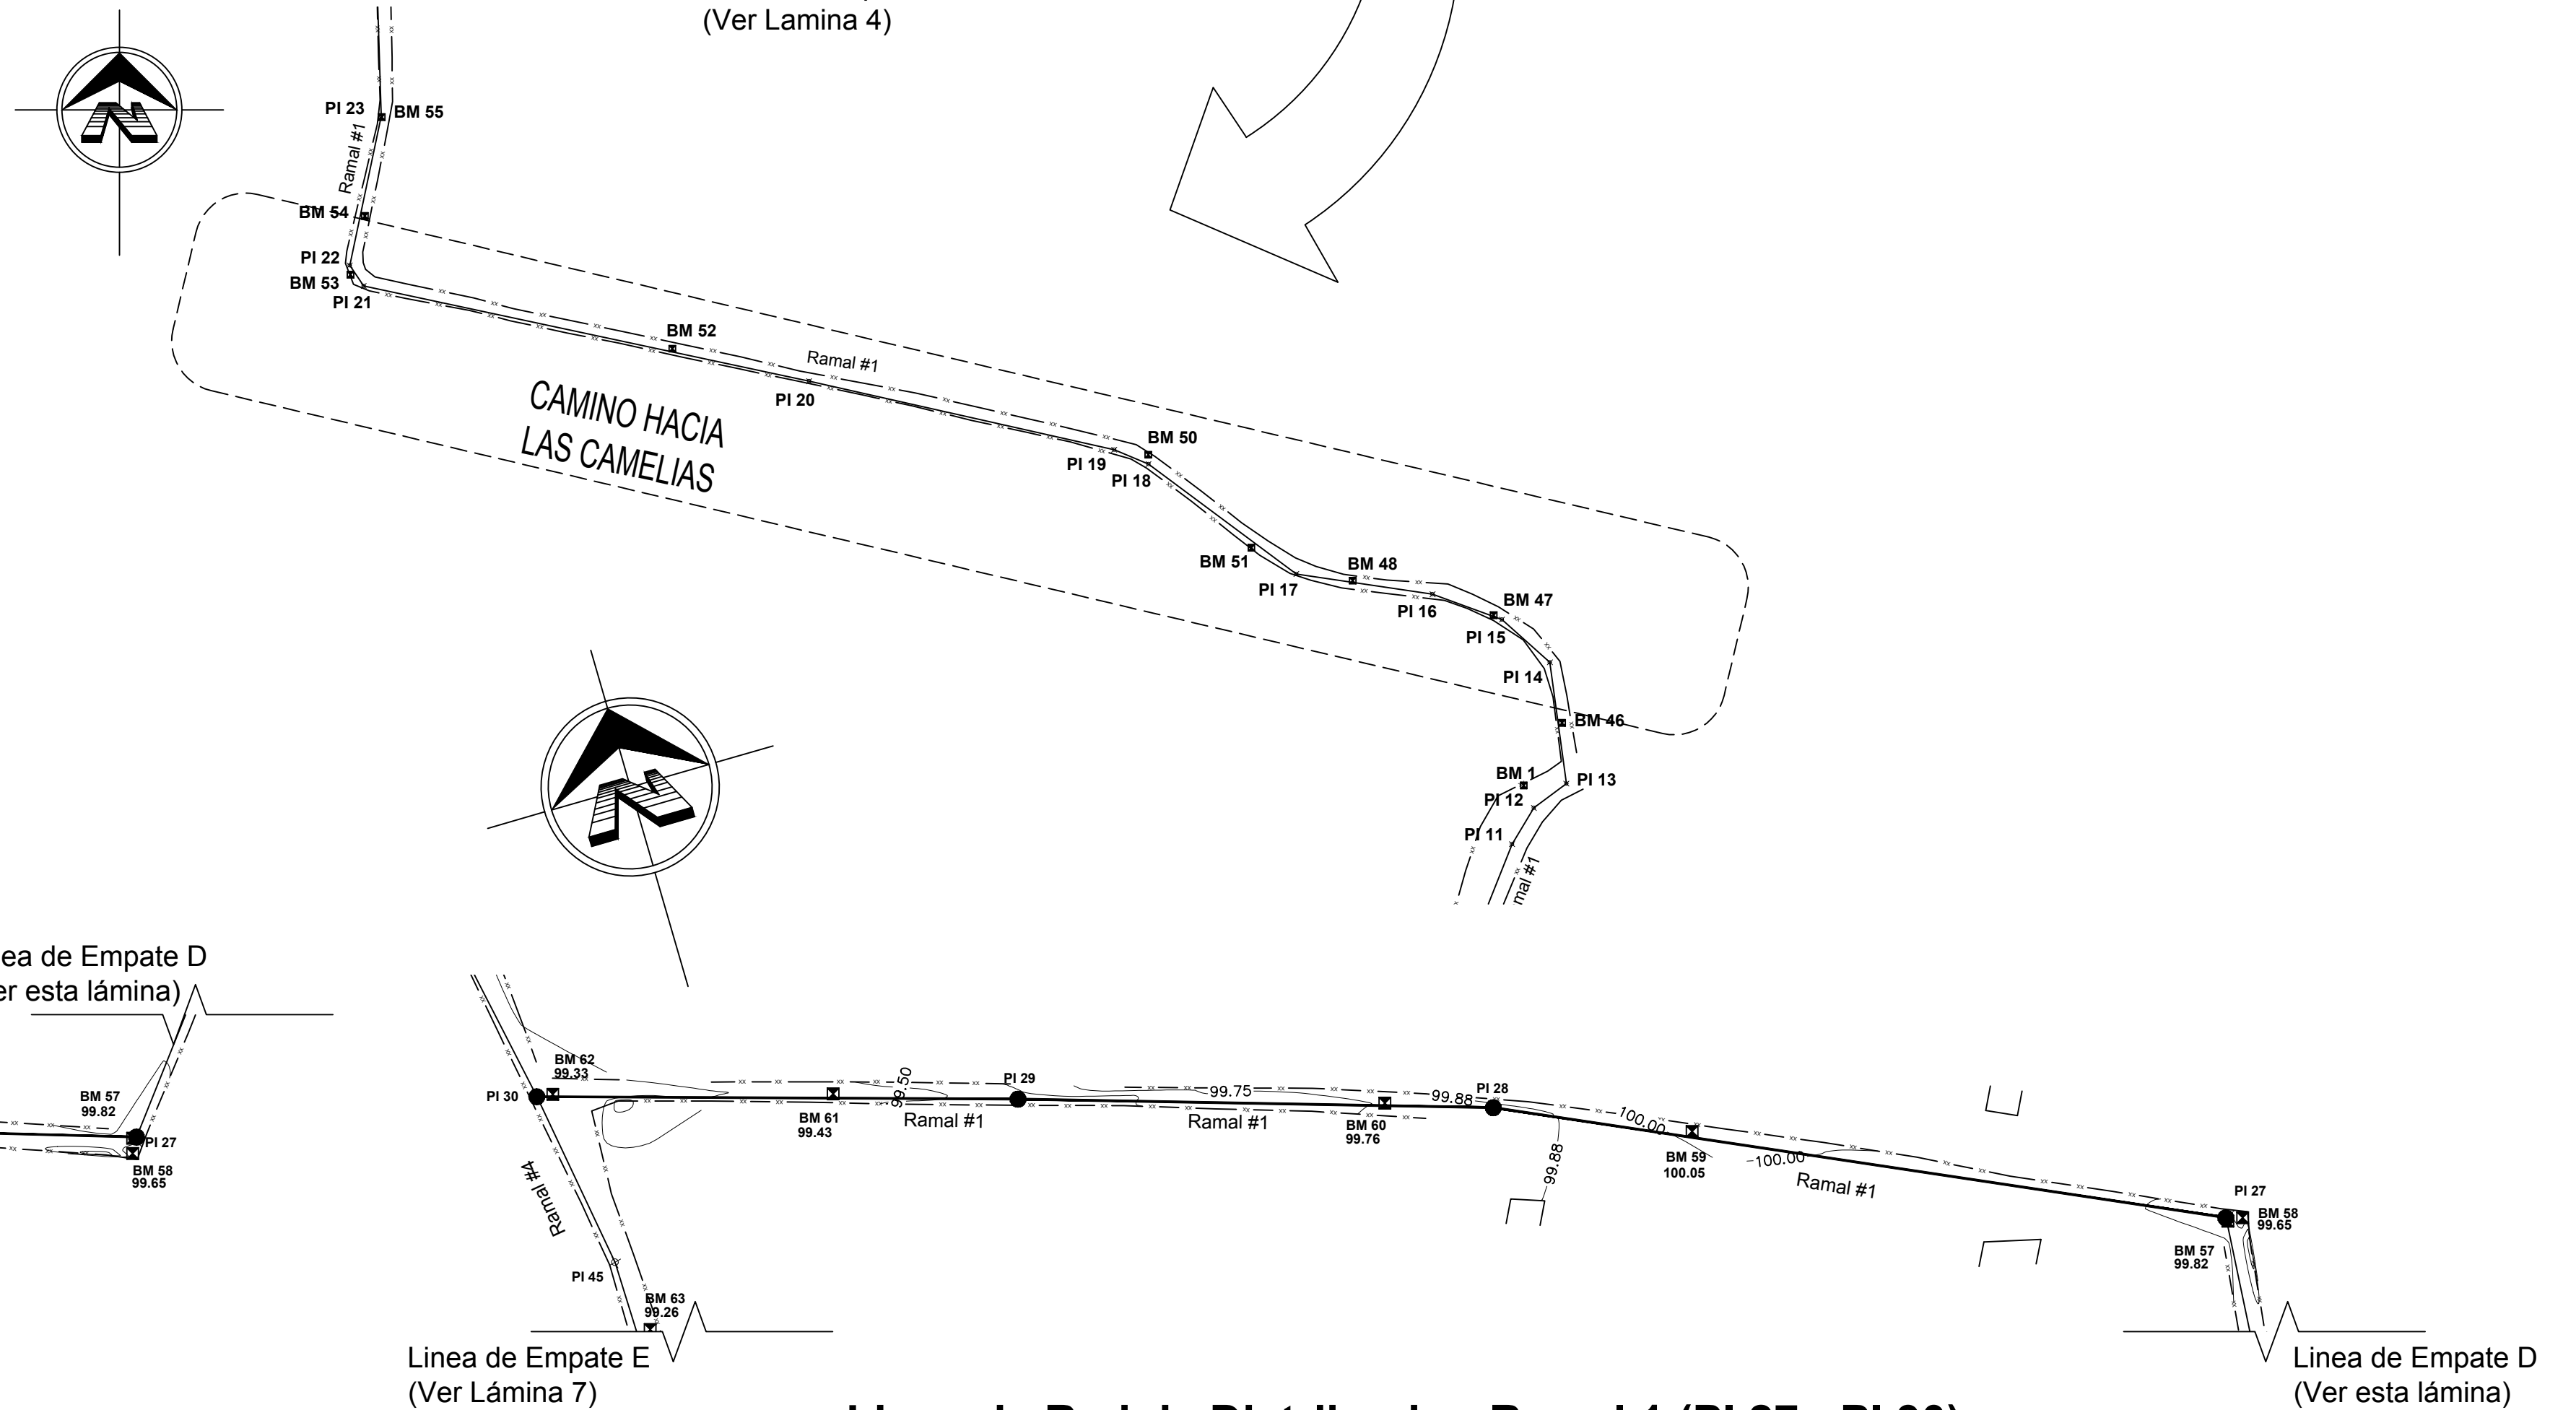 (Ver Lamina 4)
PI 23
BM 55
Ramal #1
BM 54
PI 22
BM 53
PI 21
BM 52
Ramal #1
PI 20
CAMINO HACIA
LAS CAMELIAS
BM 50
PI 19
PI 18
BM 51
BM 48
PI 17
BM 47
PI 16
PI 15
PI 14
BM 46
BM 1
PI 13
PI 12
PI 11
mal #1
ea de Empate D
er esta lámina)
BM 57
99.82
PI 27
BM 58
99.65
BM 62
99.33
PI 30
BM 61
99.43
99.50
PI 29
Ramal #1
99.75
Ramal #1
BM 60
99.76
99.88
PI 28
99.88
100.00
BM 59
100.05
100.00
Ramal #1
PI 27
BM 58
99.65
BM 57
99.82
Ramal #4
PI 45
BM 63
99.26
Linea de Empate E
(Ver Lámina 7)
Linea de Empate D
(Ver esta lámina)